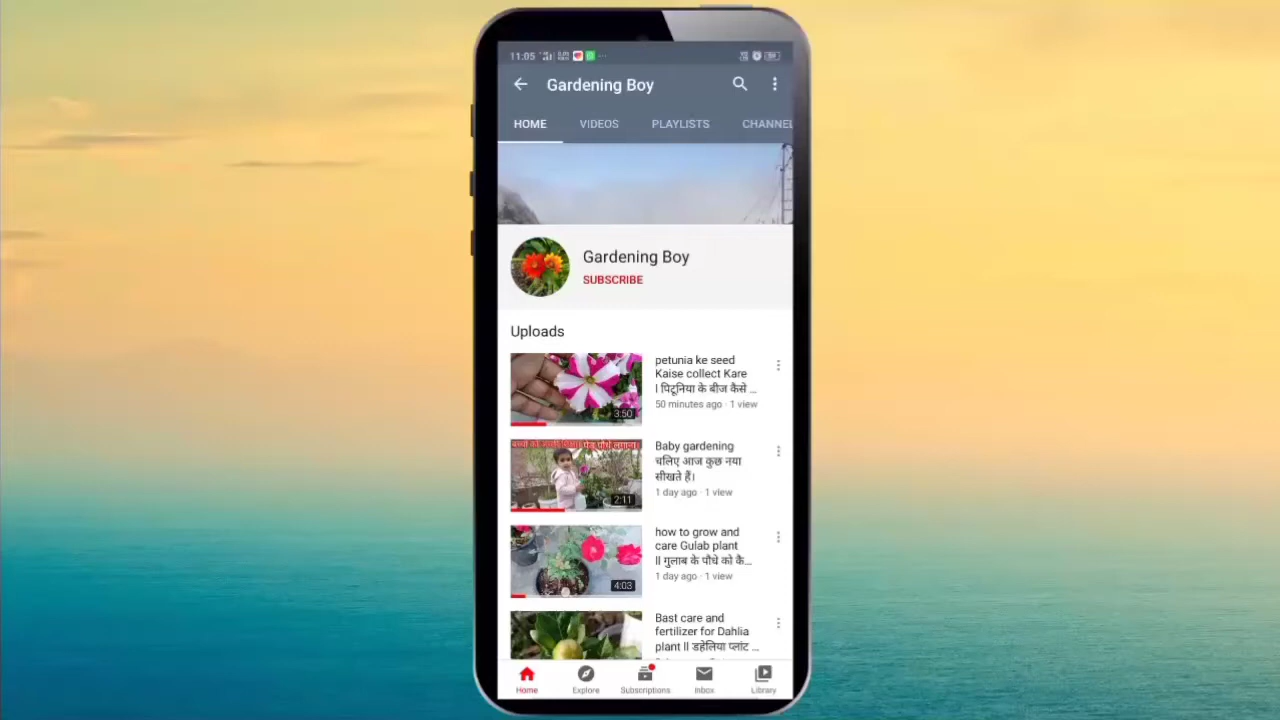 11:05
Gardening Boy
HOME VIDEOS PLAYLISTS CHANNEL
Gardening Boy
SUBSCRIBE
Uploads
petunia ke seed
Kaise collect Kare
l पिटूनिया के बीज कैसे ...
50 minutes ago · 1 view
3:50
Baby gardening
चलिए आज कुछ नया
सीखते हैं।
1 day ago · 1 view
2:11
how to grow and
care Gulab plant
ll गुलाब के पौधे को कै...
1 day ago · 1 view
4:03
Bast care and
fertilizer for Dahlia
plant ll डहेलिया प्लांट ...
Home Explore Subscriptions Inbox Library